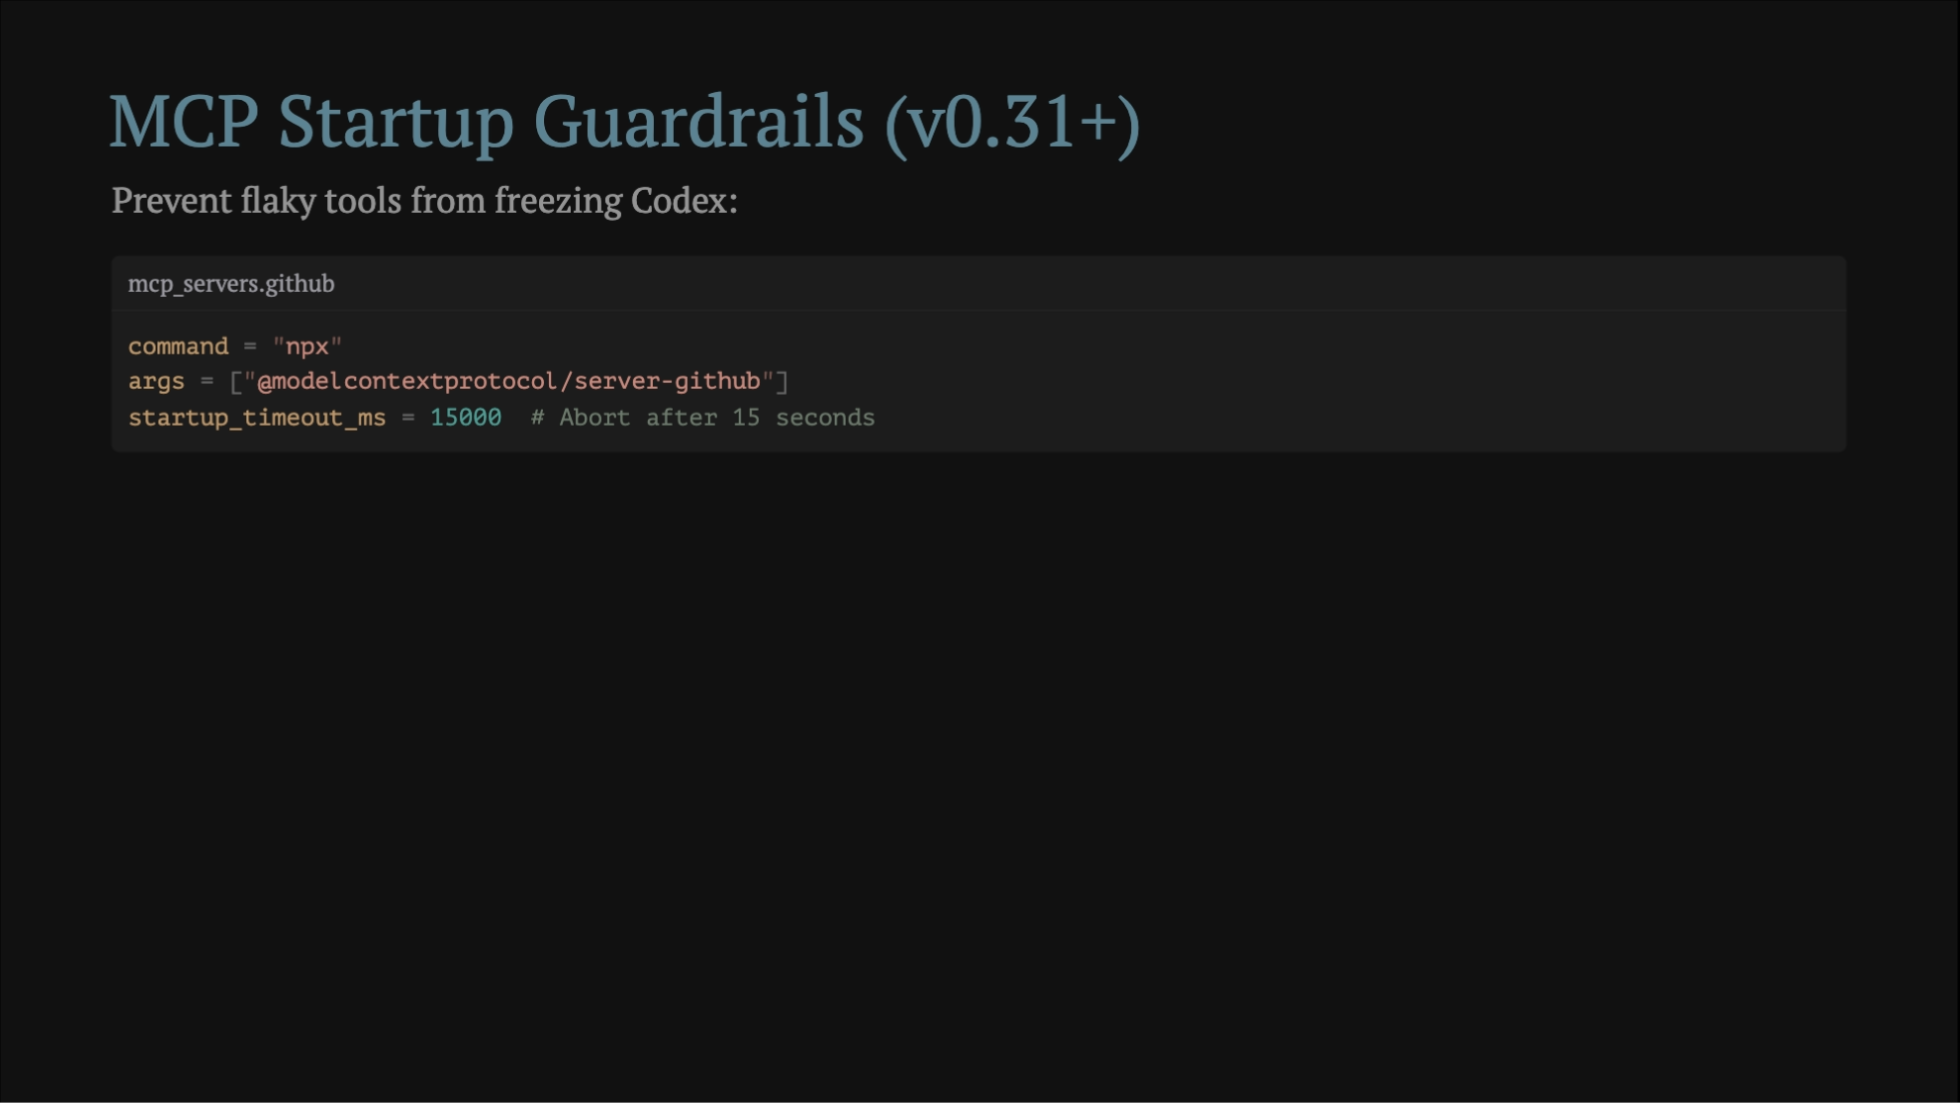 MCP Startup Guardrails (v0.31+)
Prevent flaky tools from freezing Codex:
mcp_servers.github
command = "npx"
args = ["@modelcontextprotocol/server-github"]
startup_timeout_ms = 15000  # Abort after 15 seconds